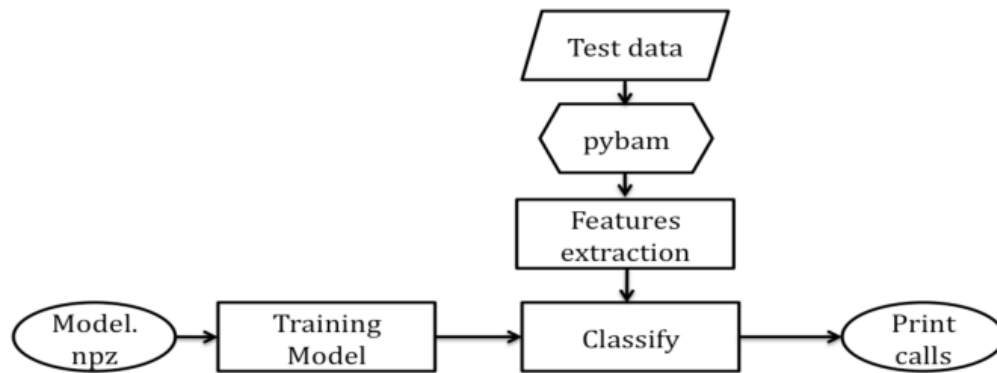 Test data
pybam
Features
extraction
Model.
npz
Training
Model
Classify
Print
calls